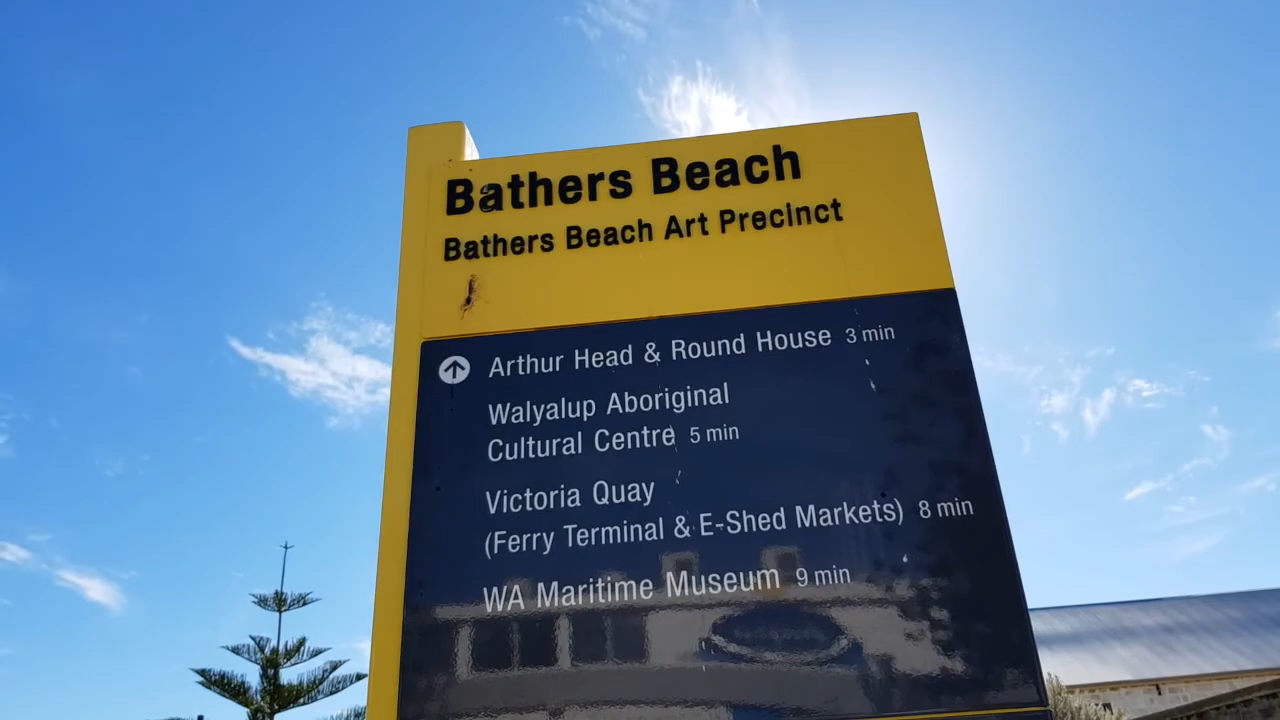 Bathers Beach
Bathers Beach Art Precinct
Arthur Head & Round House 3 min
Walyalup Aboriginal
Cultural Centre 5 min
Victoria Quay
(Ferry Terminal & E-Shed Markets) 8 min
WA Maritime Museum 9 min